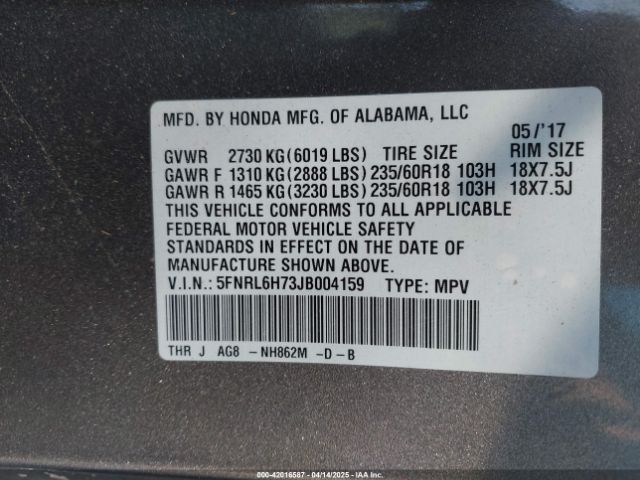 MFD. BY HONDA MFG. OF ALABAMA, LLC
05/'17
GVWR 2730 KG(6019 LBS) TIRE SIZE RIM SIZE
GAWR F 1310 KG(2888 LBS) 235/60R18 103H 18X7.5J
GAWR R 1465 KG(3230 LBS) 235/60R18 103H 18X7.5J
THIS VEHICLE CONFORMS TO ALL APPLICABLE
FEDERAL MOTOR VEHICLE SAFETY
STANDARDS IN EFFECT ON THE DATE OF
MANUFACTURE SHOWN ABOVE.
V.I.N.: 5FNRL6H73JB004159 TYPE: MPV
THR J AG8 -NH862M -D-B
000-42016587 - 04/14/2025 - IAAI.COM